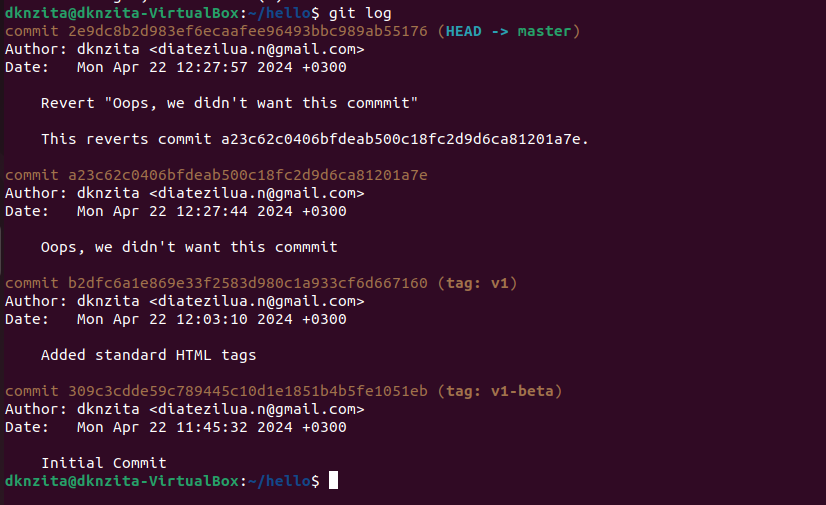 dknzita@dknzita-VirtualBox:~/hello$ git log
commit 2e9dc8b2d983ef6ecaafee96493bbc989ab55176 (HEAD -> master)
Author: dknzita <diatezilua.n@gmail.com>
Date:   Mon Apr 22 12:27:57 2024 +0300
Revert "Oops, we didn't want this commmit"
This reverts commit a23c62c0406bfdeab500c18fc2d9d6ca81201a7e.
commit a23c62c0406bfdeab500c18fc2d9d6ca81201a7e
Author: dknzita <diatezilua.n@gmail.com>
Date:   Mon Apr 22 12:27:44 2024 +0300
Oops, we didn't want this commmit
commit b2dfc6a1e869e33f2583d980c1a933cf6d667160 (tag: v1)
Author: dknzita <diatezilua.n@gmail.com>
Date:   Mon Apr 22 12:03:10 2024 +0300
Added standard HTML tags
commit 309c3cdde59c789445c10d1e1851b4b5fe1051eb (tag: v1-beta)
Author: dknzita <diatezilua.n@gmail.com>
Date:   Mon Apr 22 11:45:32 2024 +0300
Initial Commit
dknzita@dknzita-VirtualBox:~/hello$